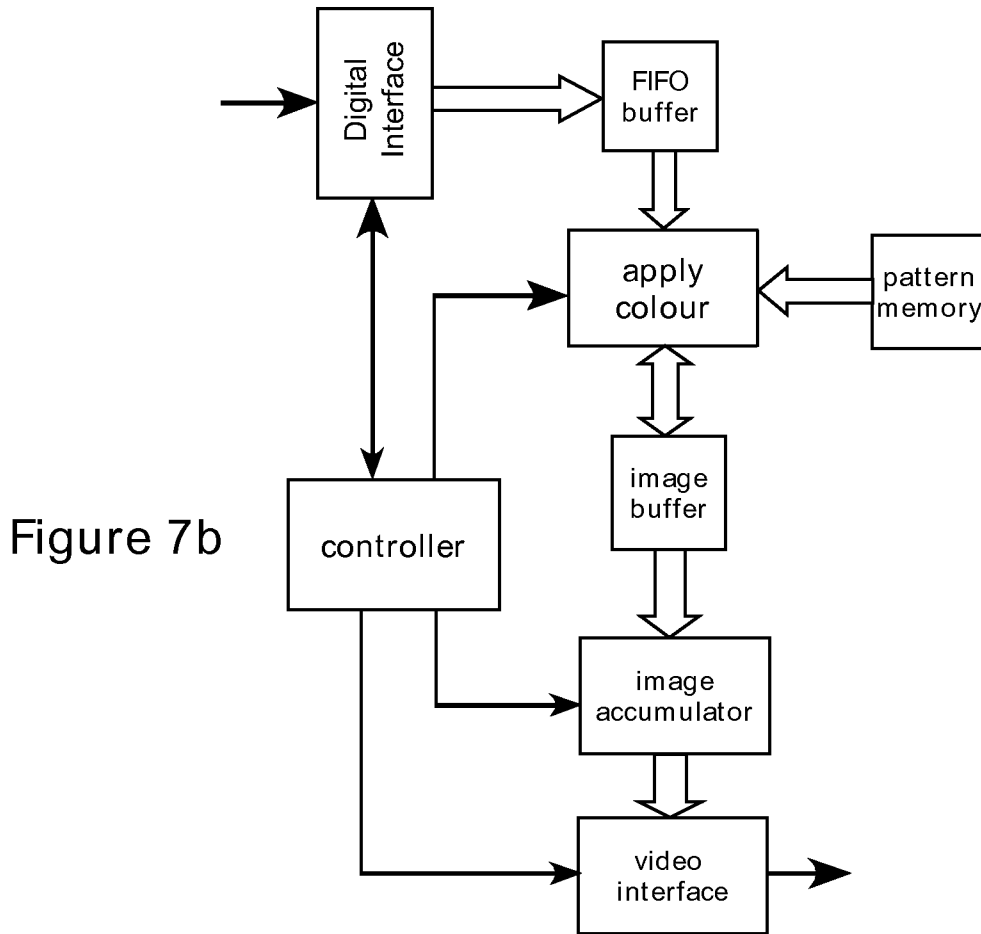 Digital
Interface
FIFO
buffer
apply
colour
pattern
memory
image
buffer
Figure 7b
controller
image
accumulator
video
interface